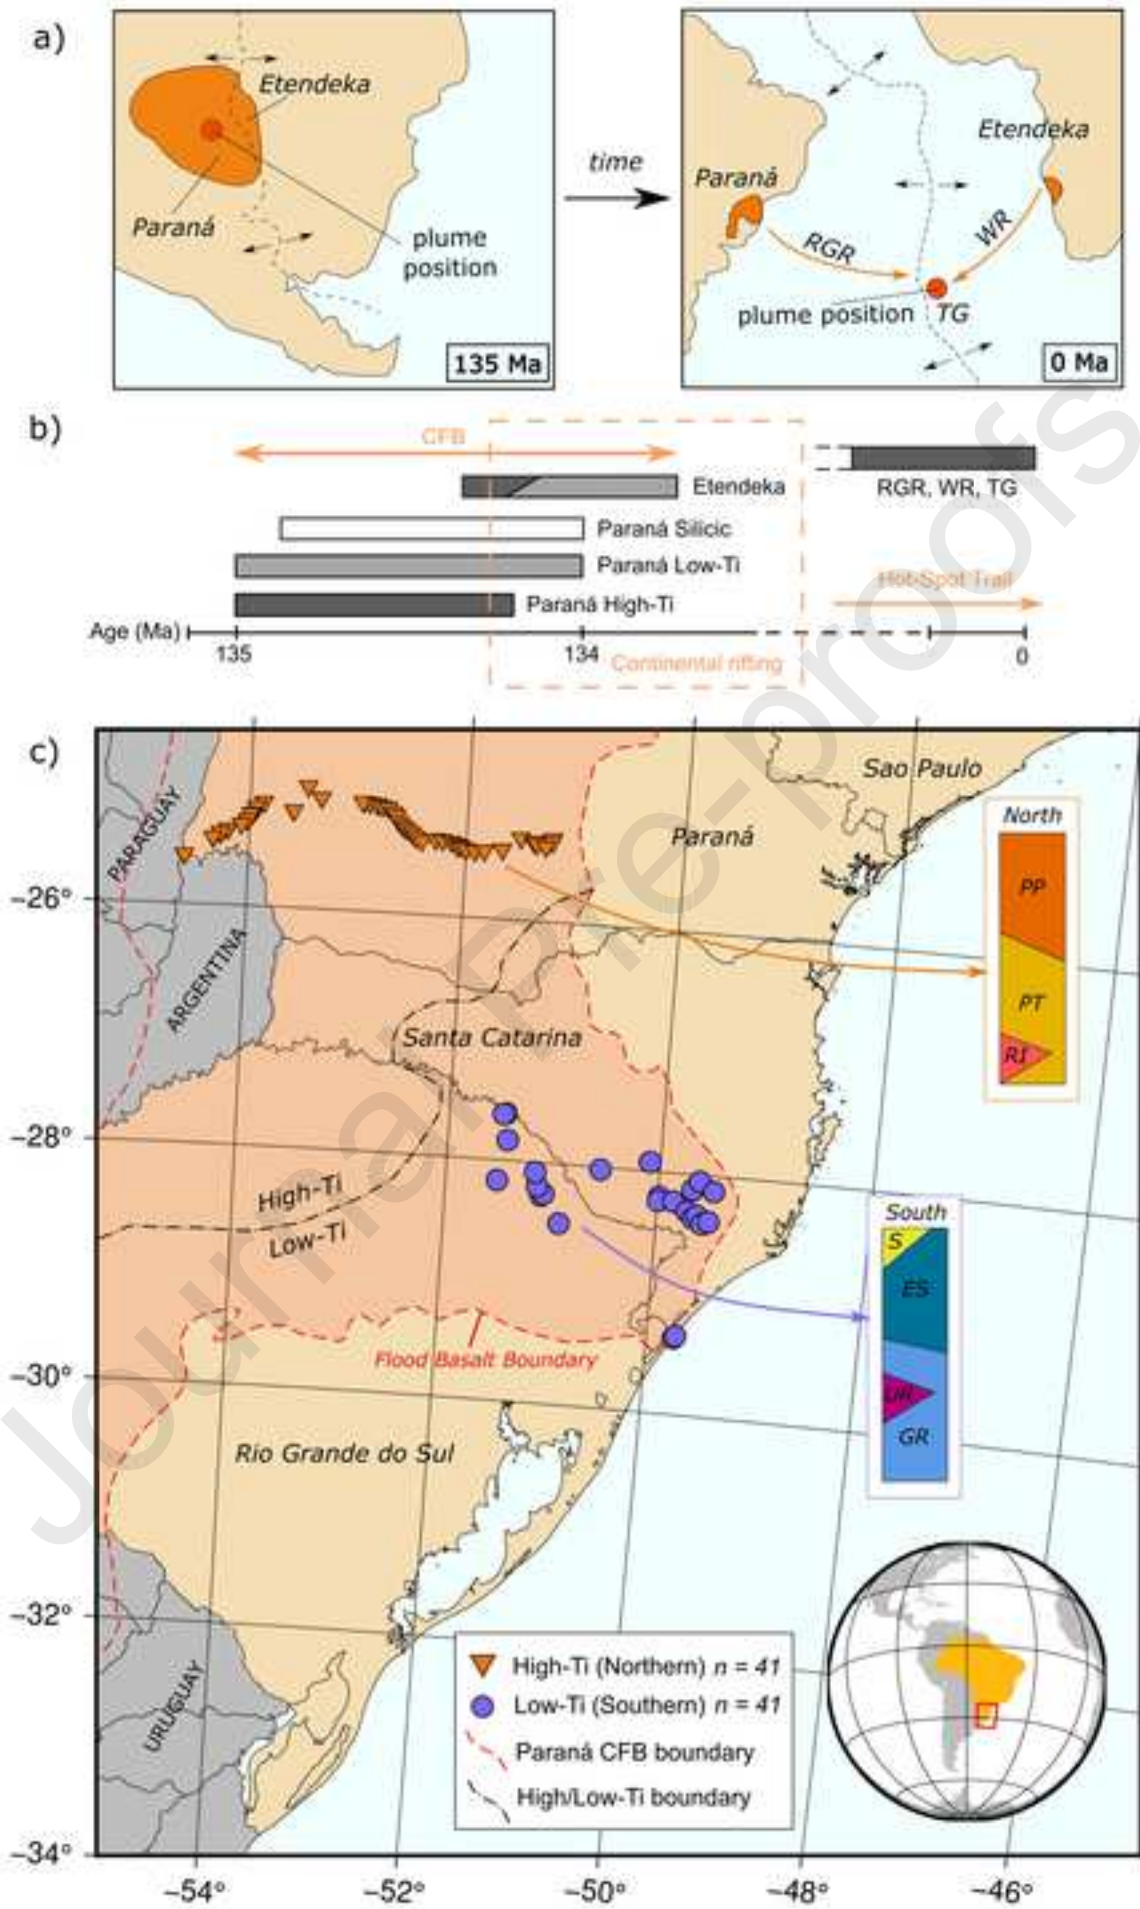 a)
Etendeka
Paraná
plume
position
135 Ma
time
Etendeka
Paraná
RGR
WR
plume position
TG
0 Ma
b)
CFB
Etendeka
RGR, WR, TG
Paraná Silicic
Paraná Low-Ti
Hot-Spot Trail
Paraná High-Ti
Age (Ma)
135
134
0
Continental rifting
c)
Sao Paulo
PARAGUAY
Paraná
North
PP
PT
RI
−26°
ARGENTINA
Santa Catarina
−28°
High-Ti
Low-Ti
South
S
ES
UR
GR
Flood Basalt Boundary
−30°
Rio Grande do Sul
−32°
URUGUAY
High-Ti (Northern) n = 41
Low-Ti (Southern) n = 41
Paraná CFB boundary
High/Low-Ti boundary
−34°
−54°
−52°
−50°
−48°
−46°
Journal Pre-proofs